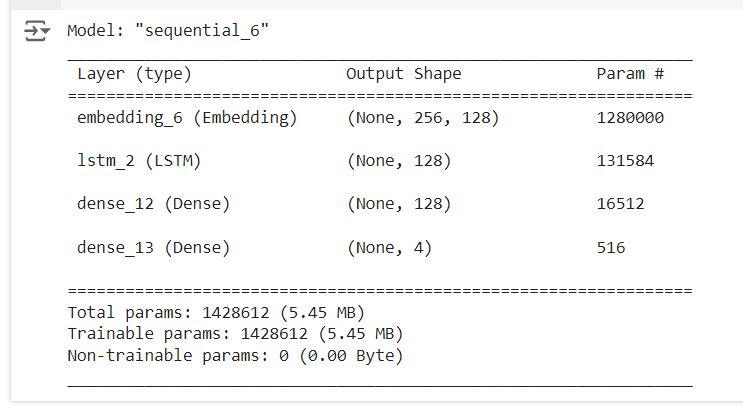 Model: "sequential_6"
Layer (type) Output Shape Param #
embedding_6 (Embedding) (None, 256, 128) 1280000
lstm_2 (LSTM) (None, 128) 131584
dense_12 (Dense) (None, 128) 16512
dense_13 (Dense) (None, 4) 516
Total params: 1428612 (5.45 MB)
Trainable params: 1428612 (5.45 MB)
Non-trainable params: 0 (0.00 Byte)